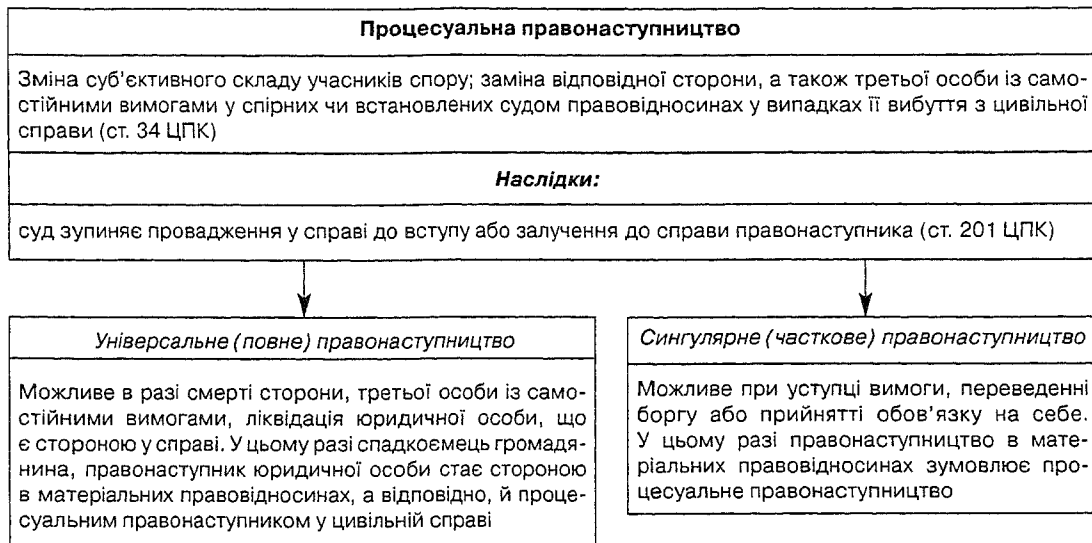 Процесуальна правонаступництво
Зміна суб'єктивного складу учасників спору; заміна відповідної сторони, а також третьої особи із само-
стійними вимогами у спірних чи встановлених судом правовідносинах у випадках її вибуття з цивільної
справи (ст. 34 ЦПК)
Наслідки:
суд зупиняє провадження у справі до вступу або залучення до справи правонаступника (ст. 201 ЦПК)
Універсальне (повне) правонаступництво
Можливе в разі смерті сторони, третьої особи із само-
стійними вимогами, ліквідація юридичної особи, що
є стороною у справі. У цьому разі спадкоємець громадя-
нина, правонаступник юридичної особи стає стороною
в матеріальних правовідносинах, а відповідно, й проце-
суальним правонаступником у цивільній справі
Сингулярне (часткове) правонаступництво
Можливе при уступці вимоги, переведенні
боргу або прийнятті обов'язку на себе.
У цьому разі правонаступництво в мате-
ріальних правовідносинах зумовлює про-
цесуальне правонаступництво